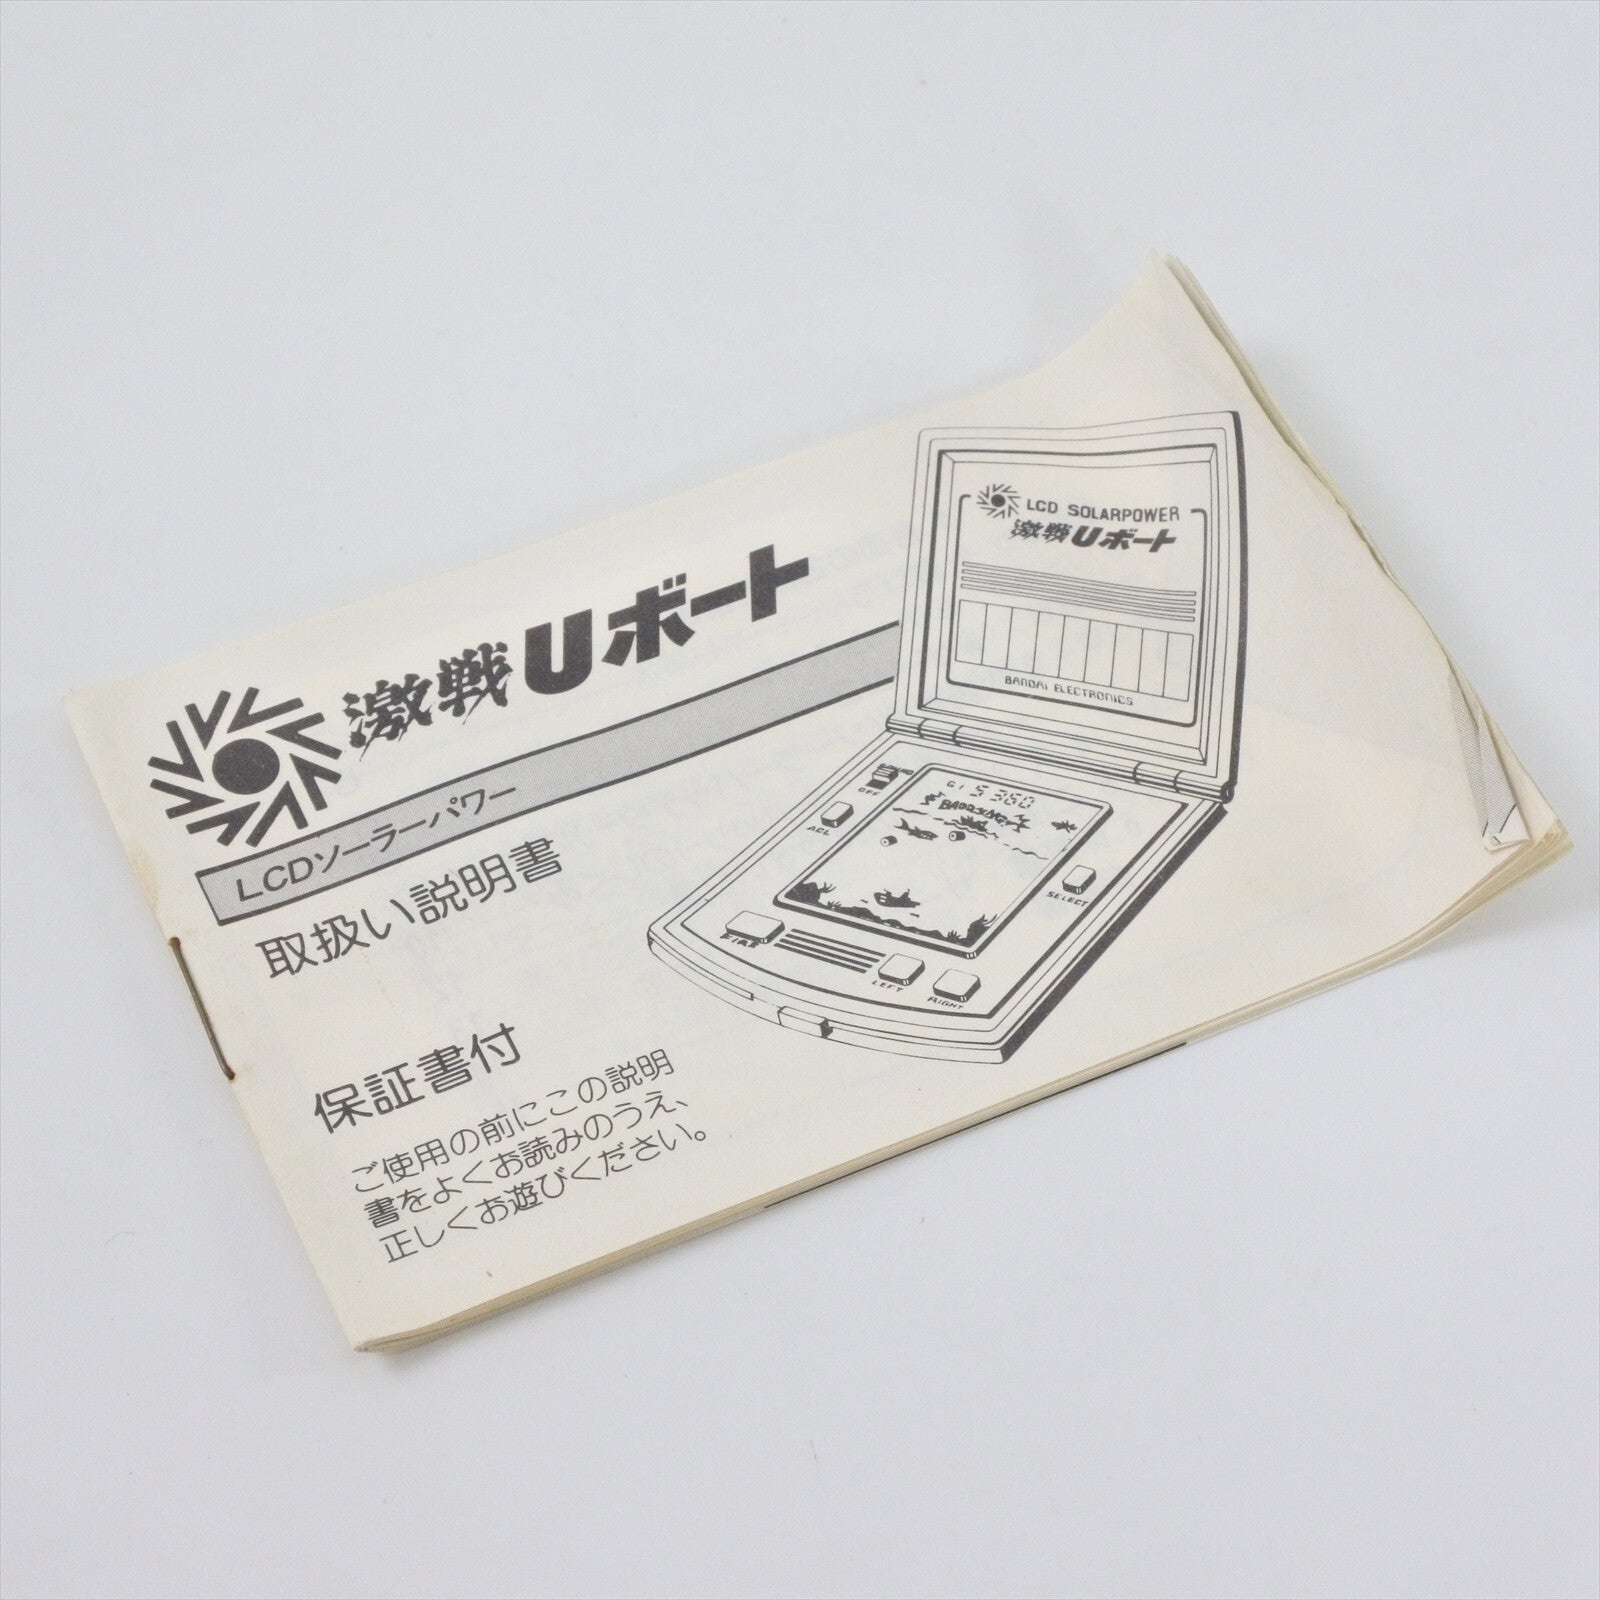 激戦Uボート
LCDソーラーパワー
取扱い説明書
保証書付
ご使用の前にこの説明
書をよくお読みのうえ、
正しくお遊びください。
LCD SOLARPOWER
激戦Uボート
BANDAI ELECTRONICS
OFF
ACL
G1 5360
SELECT
FIRE
LEFT
RIGHT